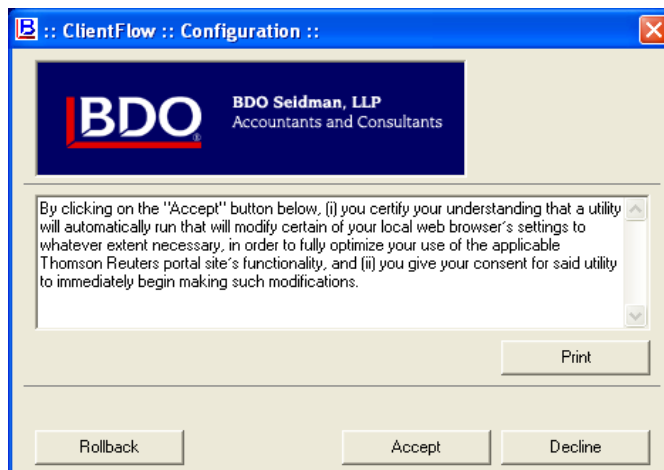 B :: ClientFlow :: Configuration ::
BDO®
BDO Seidman, LLP
Accountants and Consultants
By clicking on the "Accept" button below, (i) you certify your understanding that a utility
will automatically run that will modify certain of your local web browser's settings to
whatever extent necessary, in order to fully optimize your use of the applicable
Thomson Reuters portal site's functionality, and (ii) you give your consent for said utility
to immediately begin making such modifications.
Print
Rollback
Accept
Decline